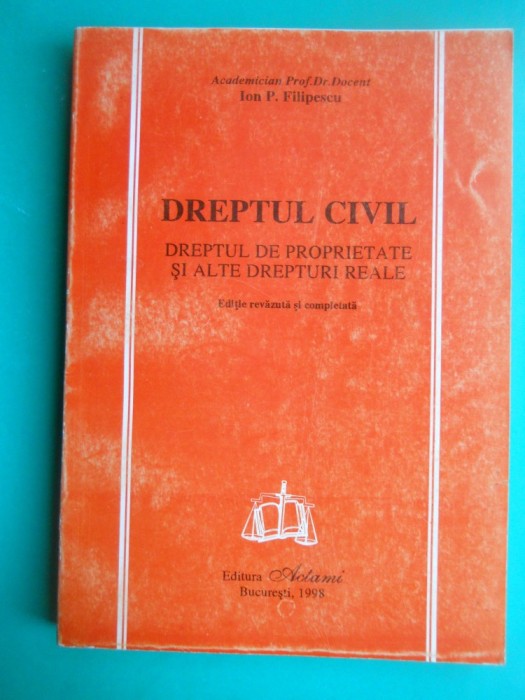 Academician Prof.Dr.Docent
Ion P. Filipescu
DREPTUL CIVIL
DREPTUL DE PROPRIETATE
ŞI ALTE DREPTURI REALE
Ediţie revăzută şi completată
Editura Actami
Bucureşti, 1998